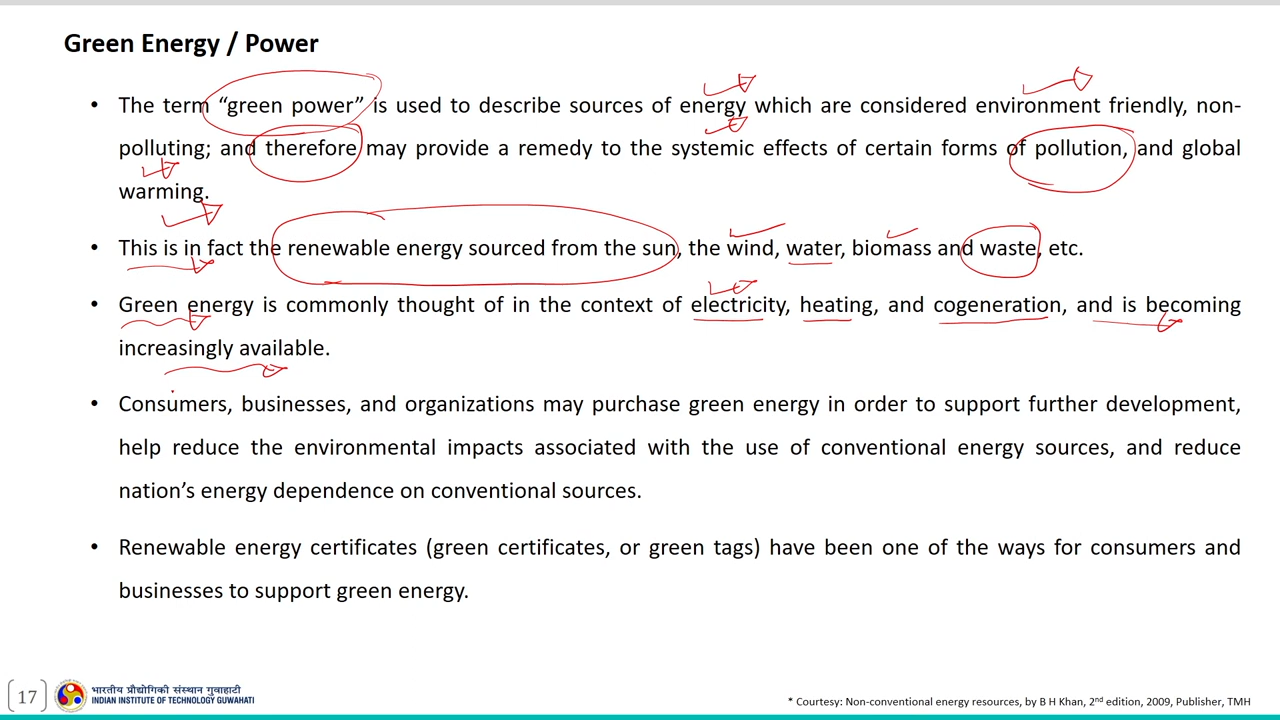 Green Energy / Power
• The term “green power” is used to describe sources of energy which are considered environment friendly, non-
polluting; and therefore may provide a remedy to the systemic effects of certain forms of pollution, and global
warming.
• This is in fact the renewable energy sourced from the sun, the wind, water, biomass and waste, etc.
• Green energy is commonly thought of in the context of electricity, heating, and cogeneration, and is becoming
increasingly available.
• Consumers, businesses, and organizations may purchase green energy in order to support further development,
help reduce the environmental impacts associated with the use of conventional energy sources, and reduce
nation’s energy dependence on conventional sources.
• Renewable energy certificates (green certificates, or green tags) have been one of the ways for consumers and
businesses to support green energy.
17
भारतीय प्रौद्योगिकी संस्थान गुवाहाटी
INDIAN INSTITUTE OF TECHNOLOGY GUWAHATI
* Courtesy: Non-conventional energy resources, by B H Khan, 2nd edition, 2009, Publisher, TMH